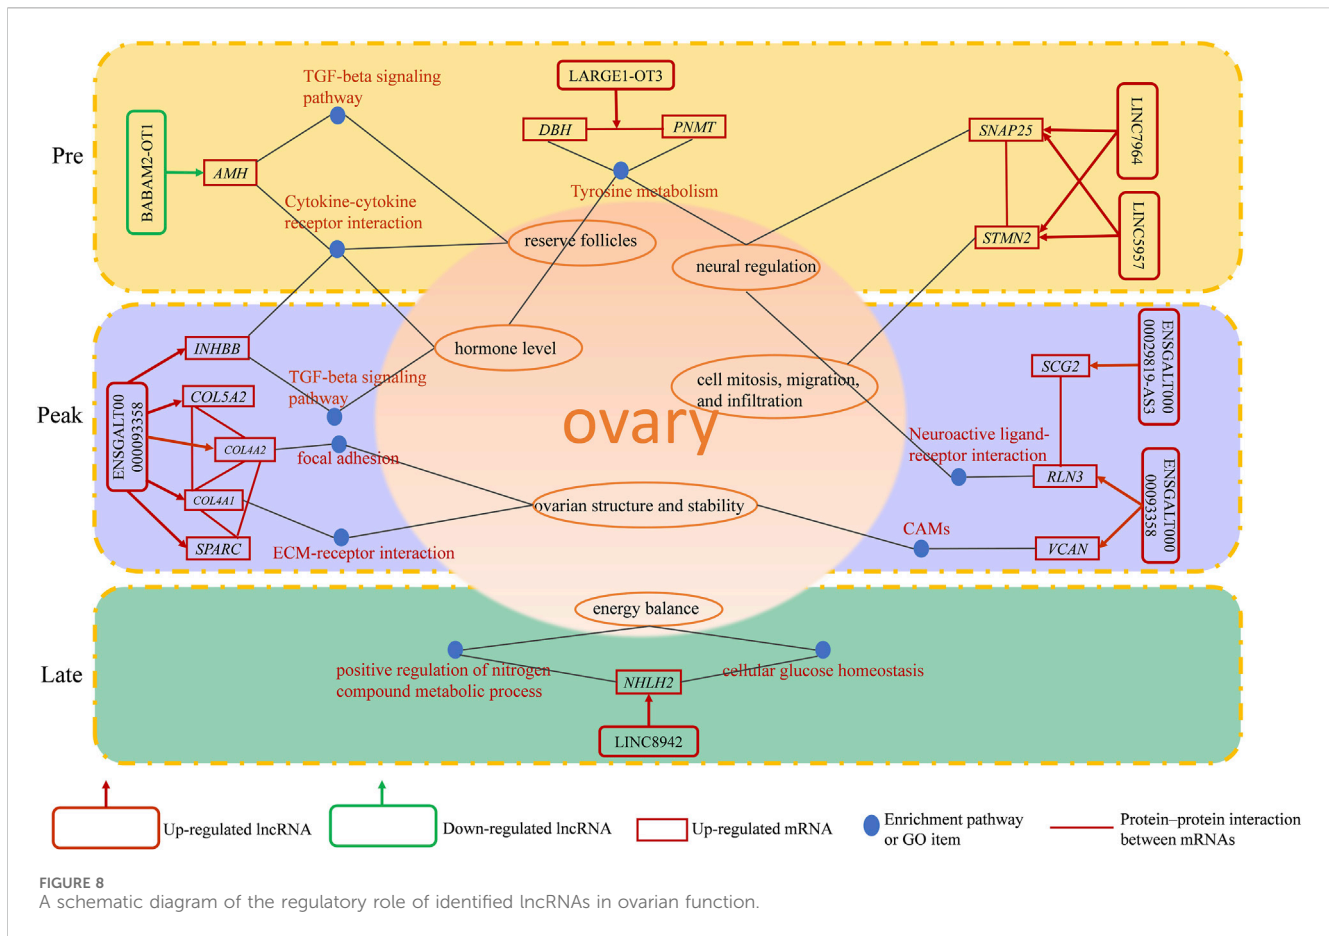 Pre
BABAM2-OT1
AMH
TGF-beta signaling
pathway
Cytokine-cytokine
receptor interaction
LARGE1-OT3
DBH
PNMT
Tyrosine metabolism
reserve follicles
neural regulation
SNAP25
STMN2
LINC7964
LINC5957
Peak
ENSGALT00
000093358
INHBB
COL5A2
COL4A2
COL4A1
SPARC
TGF-beta signaling
pathway
focal adhesion
ECM-receptor interaction
hormone level
cell mitosis, migration,
and infiltration
ovary
ovarian structure and stability
Neuroactive ligand-
receptor interaction
CAMs
SCG2
RLN3
VCAN
ENSGALT000
00029819-AS3
ENSGALT000
00093358
Late
energy balance
positive regulation of nitrogen
compound metabolic process
NHLH2
cellular glucose homeostasis
LINC8942
Up-regulated lncRNA
Down-regulated lncRNA
Up-regulated mRNA
Enrichment pathway
or GO item
Protein–protein interaction
between mRNAs
FIGURE 8
A schematic diagram of the regulatory role of identified lncRNAs in ovarian function.